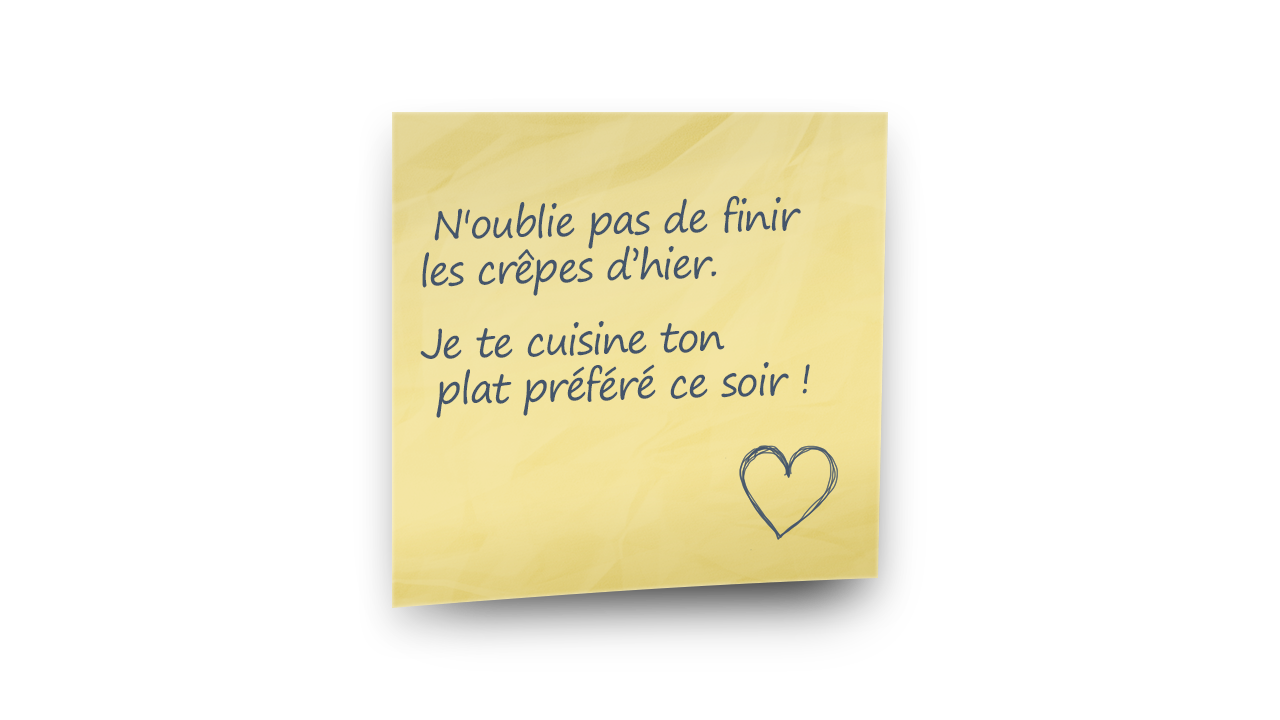 N'oublie pas de finir
les crêpes d’hier.
Je te cuisine ton
plat préféré ce soir !